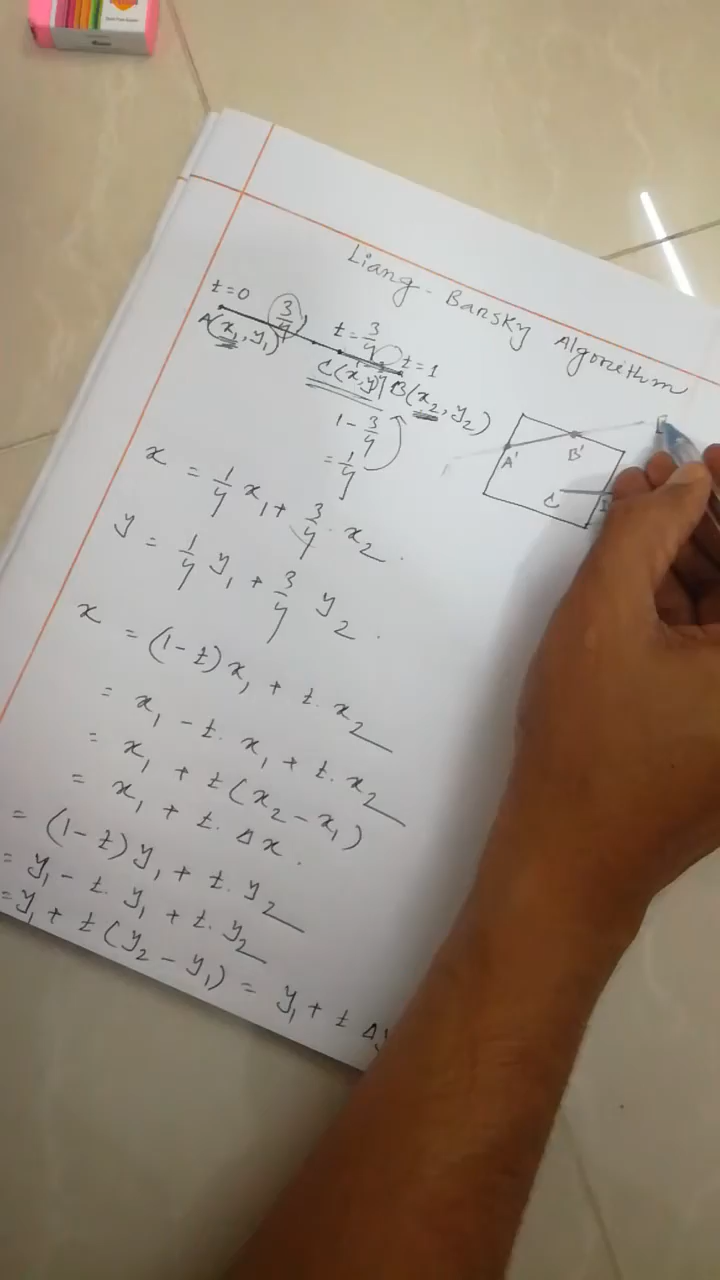 Liang - Barsky Algorithm
t=0
3/4
t=3/4
t=1
A(x₁, y₁)
C(x, y)
B(x₂, y₂)
1 - 3/4
= 1/4
A'
B'
C
x = 1/4 x₁ + 3/4 . x₂ .
y = 1/4 y₁ + 3/4 y₂ .
x = (1-t)x₁ + t. x₂
= x₁ - t. x₁ + t. x₂
= x₁ + t(x₂ - x₁)
= x₁ + t. Δx .
= (1-t)y₁ + t. y₂
= y₁ - t. y₁ + t. y₂
= y₁ + t(y₂ - y₁) = y₁ + t Δy